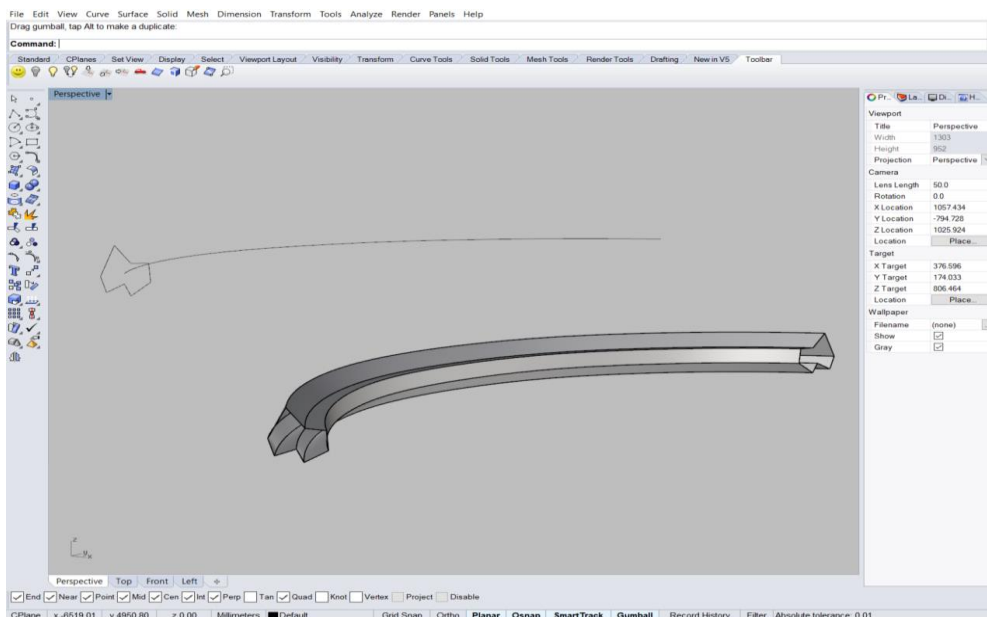 File Edit View Curve Surface Solid Mesh Dimension Transform Tools Analyze Render Panels Help
Drag gumball, tap Alt to make a duplicate:
Command:
Standard CPlanes Set View Display Select Viewport Layout Visibility Transform Curve Tools Solid Tools Mesh Tools Render Tools Drafting New in V5 Toolbar
Perspective
Pr.. La.. Di.. H..
Viewport
Title Perspective
Width 1303
Height 952
Projection Perspective
Camera
Lens Length 50.0
Rotation 0.0
X Location 1057.434
Y Location -794.728
Z Location 1025.924
Location Place...
Target
X Target 376.596
Y Target 174.033
Z Target 806.464
Location Place...
Wallpaper
Filename (none)
Show
Gray
z
y x
Perspective Top Front Left
End Near Point Mid Cen Int Perp Tan Quad Knot Vertex Project Disable
CPlane x -6519.01 y 4950.80 z 0.00 Millimeters Default Grid Snap Ortho Planar Osnap SmartTrack Gumball Record History Filter Absolute tolerance: 0.01